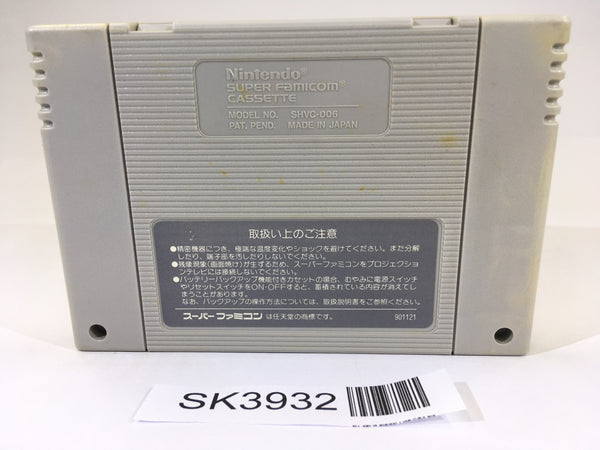 Nintendo®
SUPER FAMICOM®
CASSETTE
MODEL NO. SHVC-006
PAT. PEND. MADE IN JAPAN
取扱い上のご注意
●精密機器につき、極端な温度変化やショックを避けてください。また分解
したり、端子部を汚したりしないでください。
●残像現象(画面焼け)が生ずるため、スーパーファミコンをプロジェクション
テレビには接続しないでください。
●バッテリーバックアップ機能付きカセットの場合、むやみに電源スイッチ
やリセットスイッチをON·OFFすると、蓄積されている内容が消えてし
まうことがあります。
なお、バックアップの操作方法については、取扱説明書をご参照ください。
スーパーファミコン は任天堂の商標です。 901121
SK3932